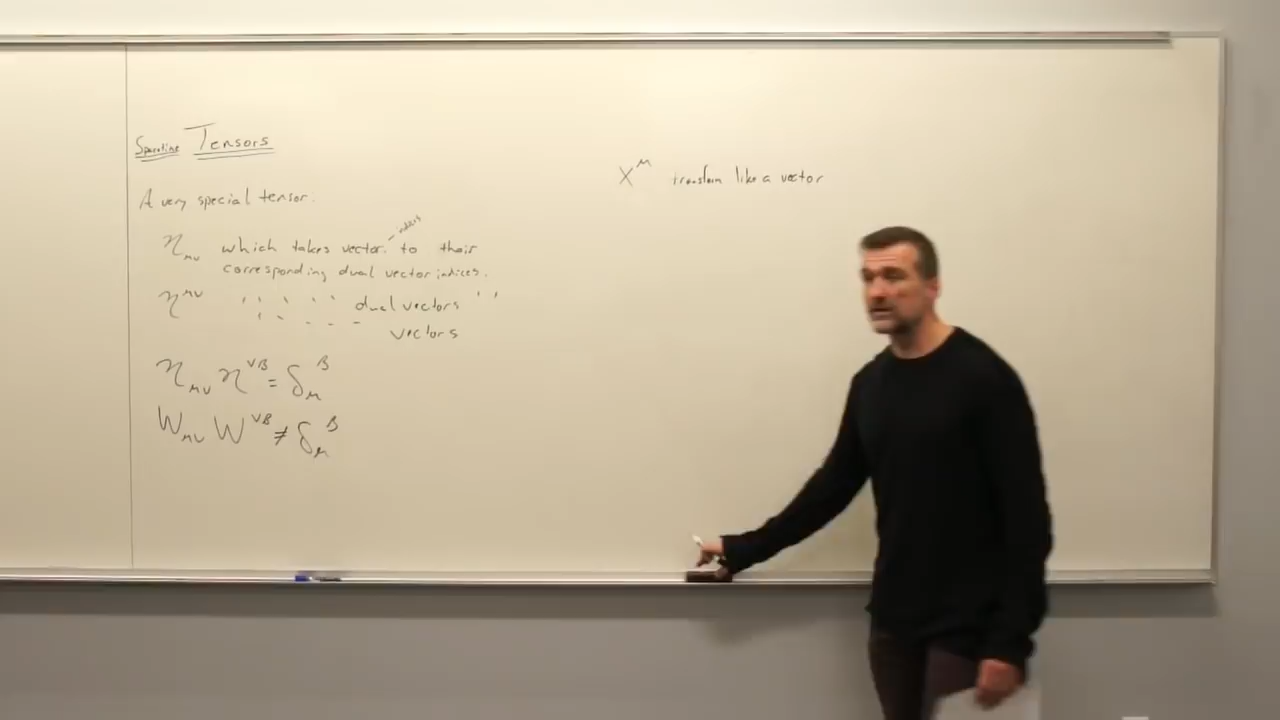 Spacetime Tensors
A very special tensor.
η_μν which takes vector indices to their
corresponding dual vector indices.
η^μν " " " " " dual vectors " "
" " " " vectors
η_μν η^νβ = δ_μ^β
W_μν W^νβ ≠ δ_μ^β
X^μ transform like a vector